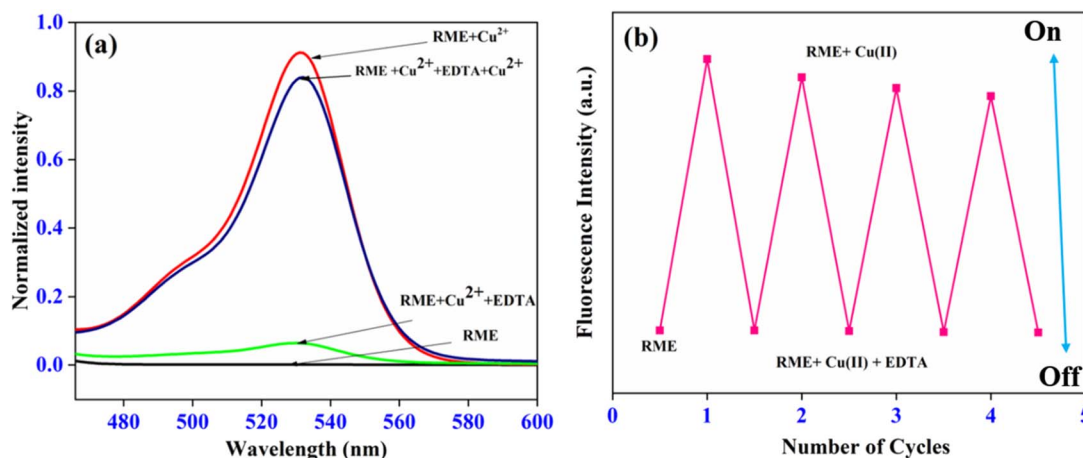 (a)
Normalized intensity
1.0
0.8
0.6
0.4
0.2
0.0
RME+Cu²⁺
RME +Cu²⁺+EDTA+Cu²⁺
RME+Cu²⁺+EDTA
RME
480 500 520 540 560 580 600
Wavelength (nm)
(b)
Fluorescence Intensity (a.u.)
RME+ Cu(II)
On
RME
RME+ Cu(II) + EDTA
Off
0 1 2 3 4 5
Number of Cycles